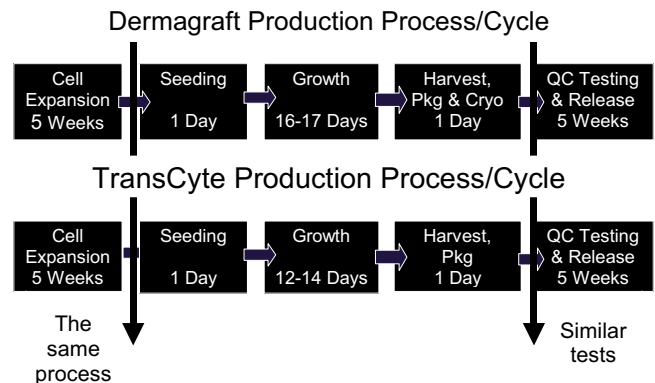 Dermagraft Production Process/Cycle
Cell
Expansion
5 Weeks
Seeding
1 Day
Growth
16-17 Days
Harvest,
Pkg & Cryo
1 Day
QC Testing
& Release
5 Weeks
TransCyte Production Process/Cycle
Cell
Expansion
5 Weeks
Seeding
1 Day
Growth
12-14 Days
Harvest,
Pkg
1 Day
QC Testing
& Release
5 Weeks
The
same
process
Similar
tests